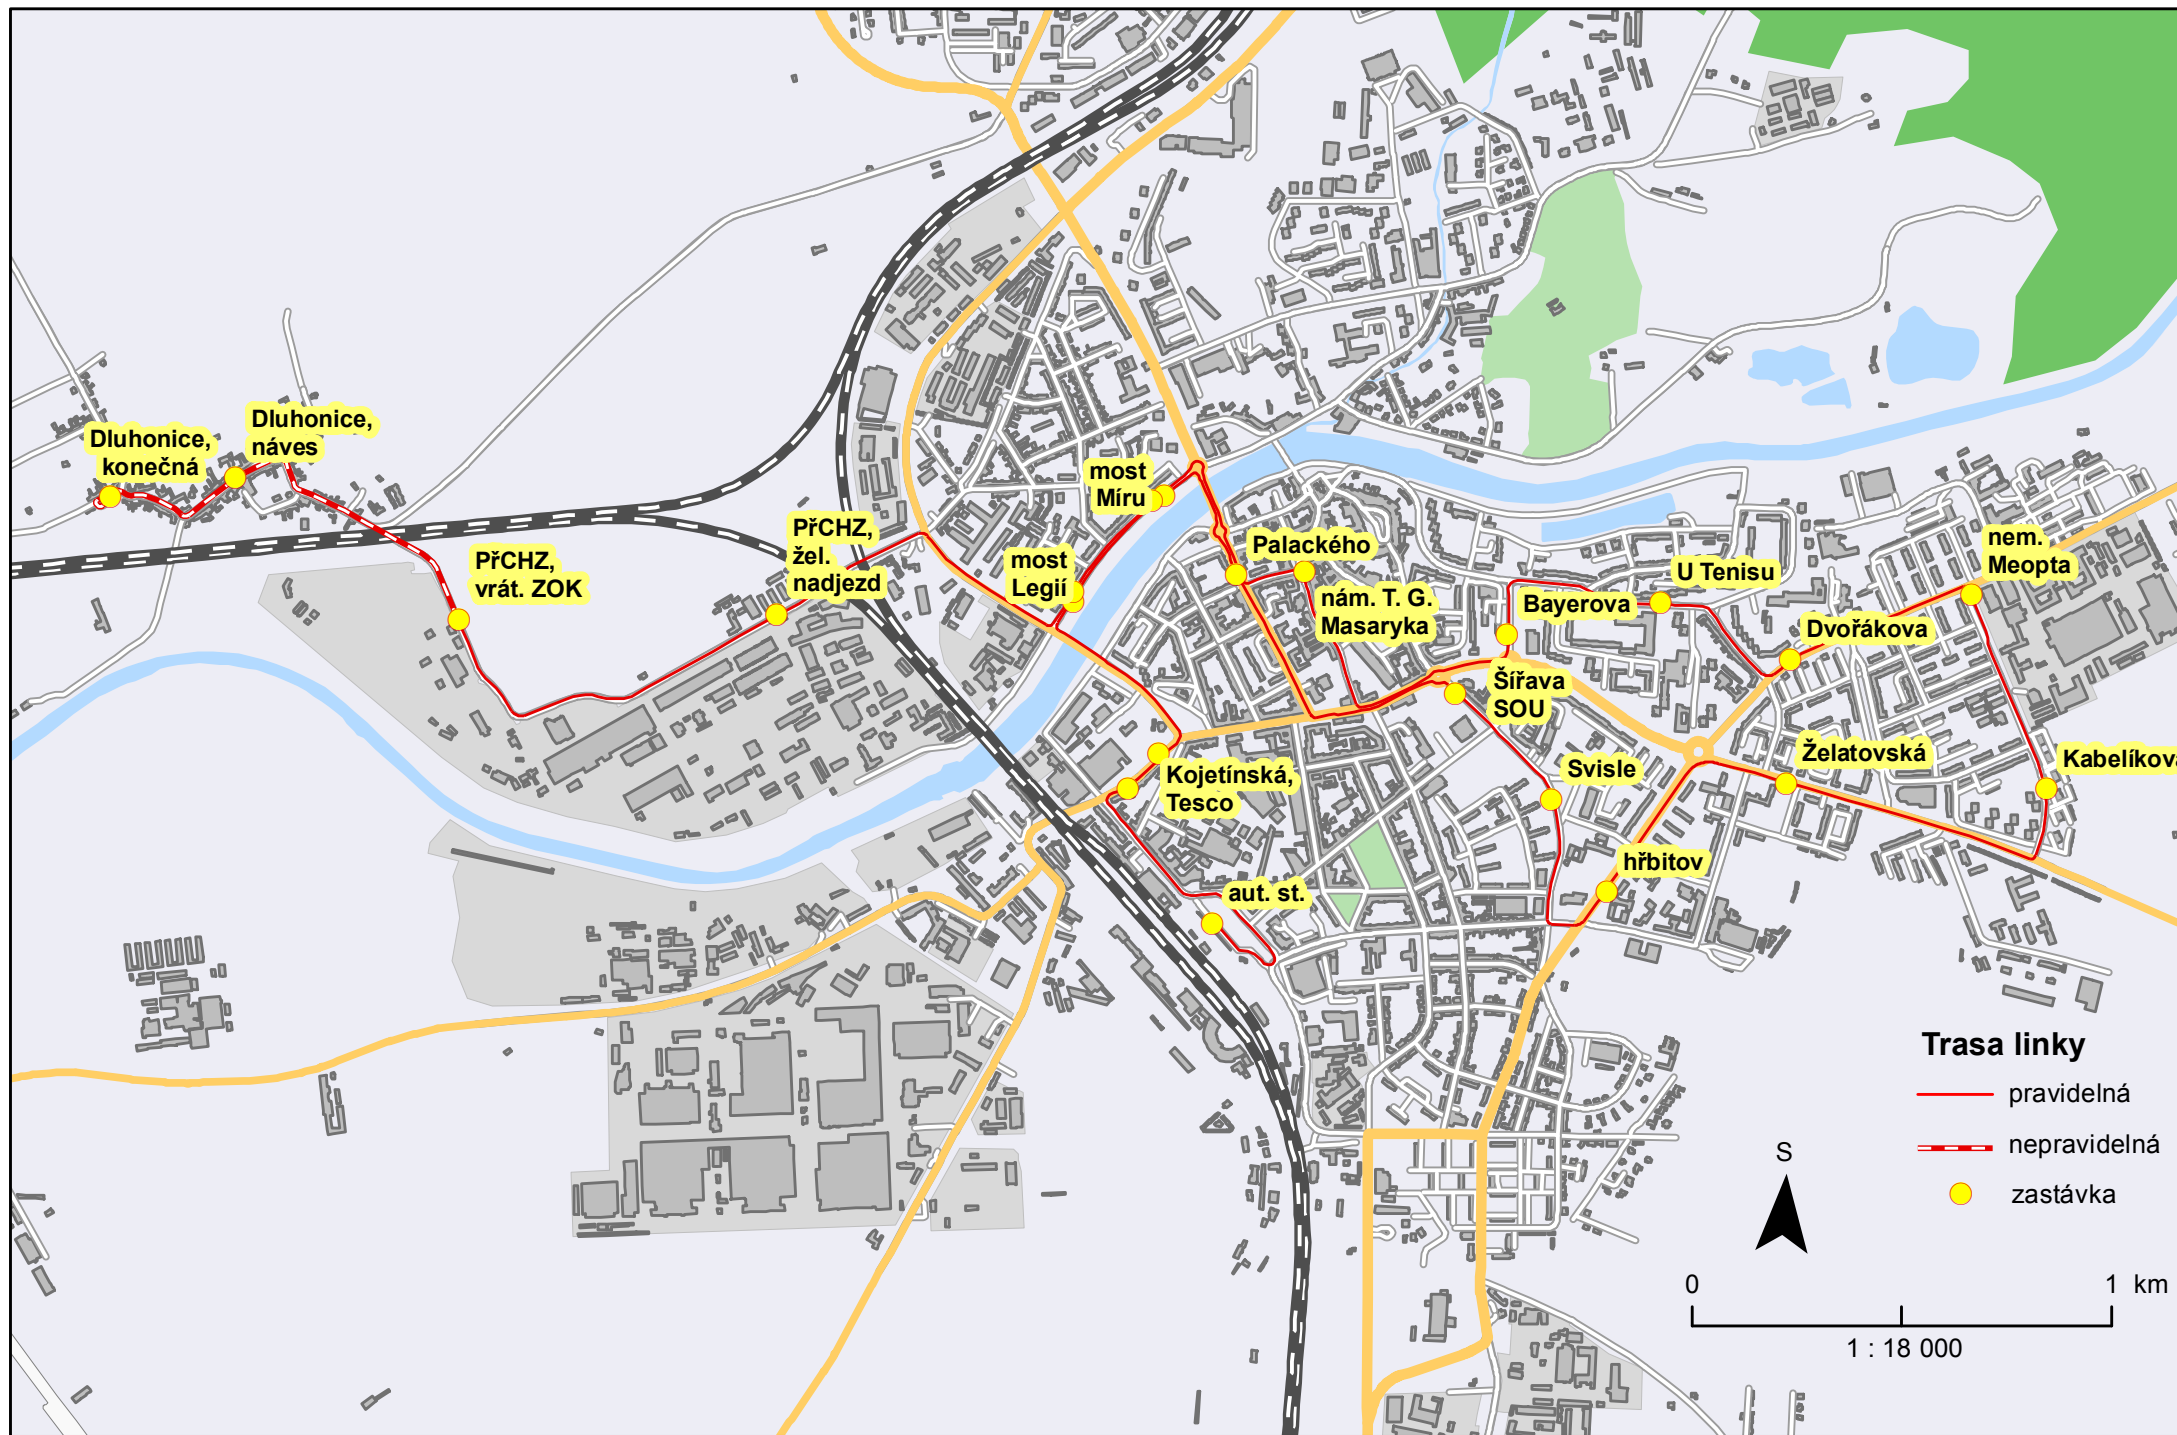 Dluhonice,
konečná
Dluhonice,
náves
PřCHZ,
vrát. ZOK
PřCHZ,
žel.
nadjezd
most
Míru
most
Legií
Palackého
nám. T. G.
Masaryka
Bayerova
U Tenisu
Dvořákova
nem.
Meopta
Šířava
SOU
Svisle
Želatovská
Kabelíkova
hřbitov
Kojetínská,
Tesco
aut. st.
Trasa linky
pravidelná
nepravidelná
zastávka
S
0
1 km
1 : 18 000